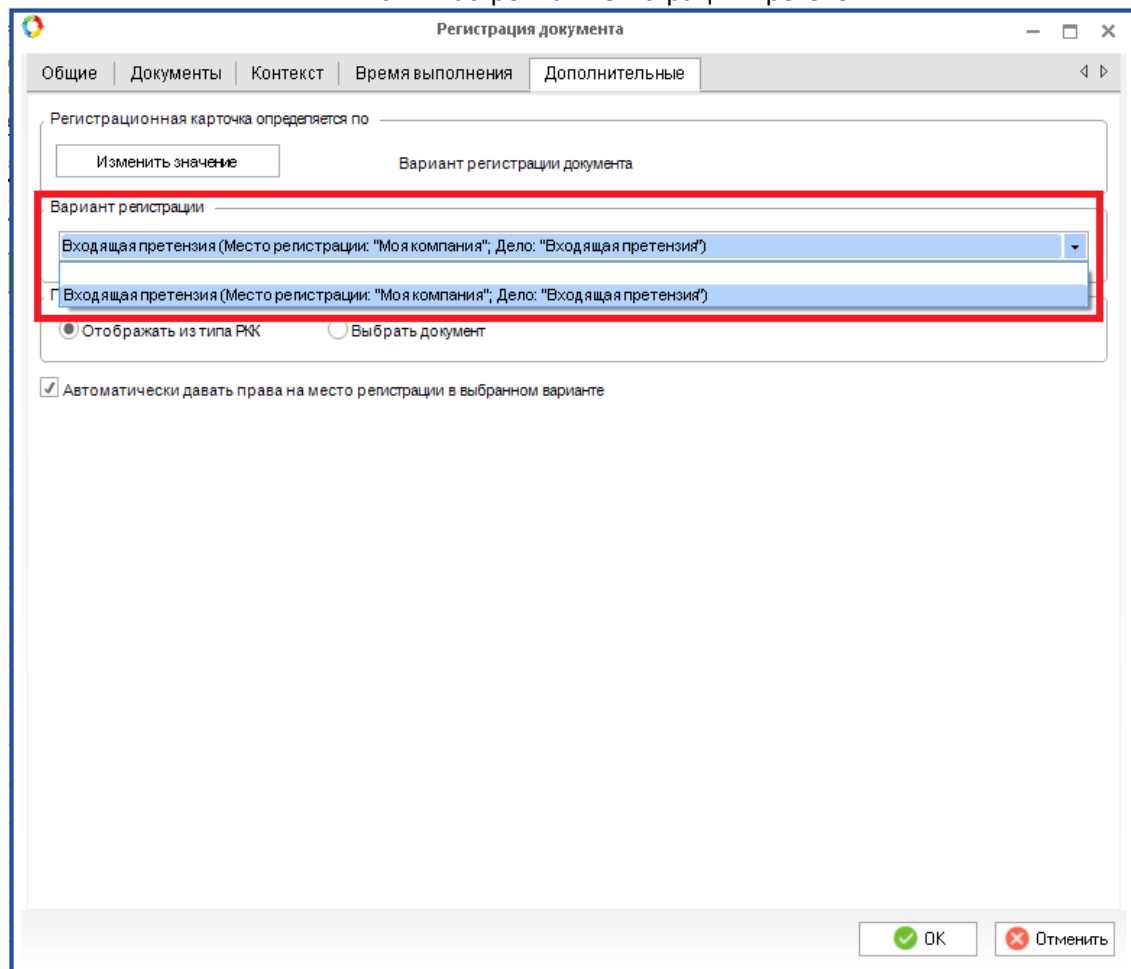 Регистрация документа
Общие Документы Контекст Время выполнения Дополнительные
Регистрационная карточка определяется по
Изменить значение Вариант регистрации документа
Вариант регистрации
Входящая претензия (Место регистрации: "Моя компания"; Дело: "Входящая претензия")
Входящая претензия (Место регистрации: "Моя компания"; Дело: "Входящая претензия")
Отображать из типа РКК Выбрать документ
Автоматически давать права на место регистрации в выбранном варианте
OK Отменить